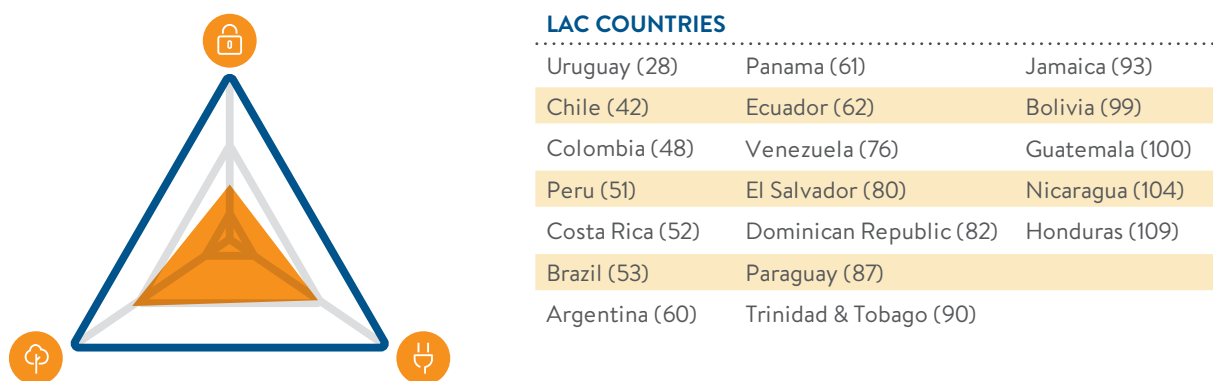 LAC COUNTRIES
Uruguay (28) Panama (61) Jamaica (93)
Chile (42) Ecuador (62) Bolivia (99)
Colombia (48) Venezuela (76) Guatemala (100)
Peru (51) El Salvador (80) Nicaragua (104)
Costa Rica (52) Dominican Republic (82) Honduras (109)
Brazil (53) Paraguay (87)
Argentina (60) Trinidad & Tobago (90)